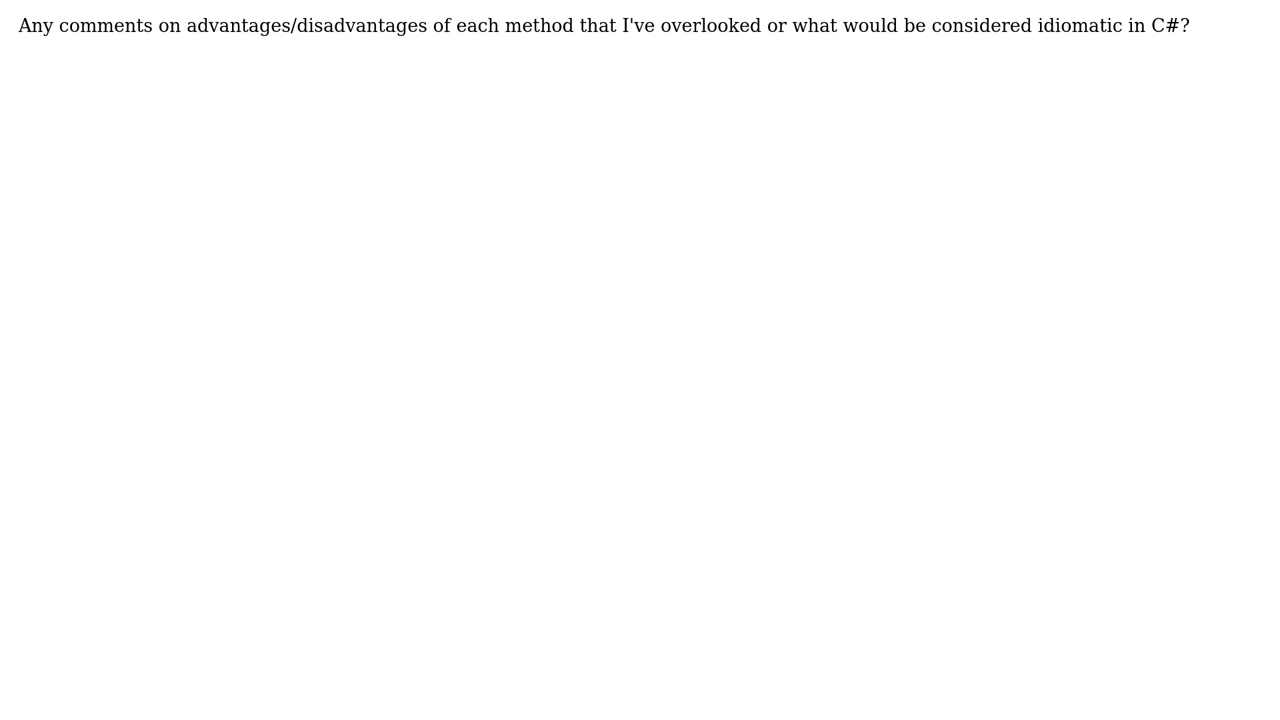 Any comments on advantages/disadvantages of each method that I've overlooked or what would be considered idiomatic in C#?